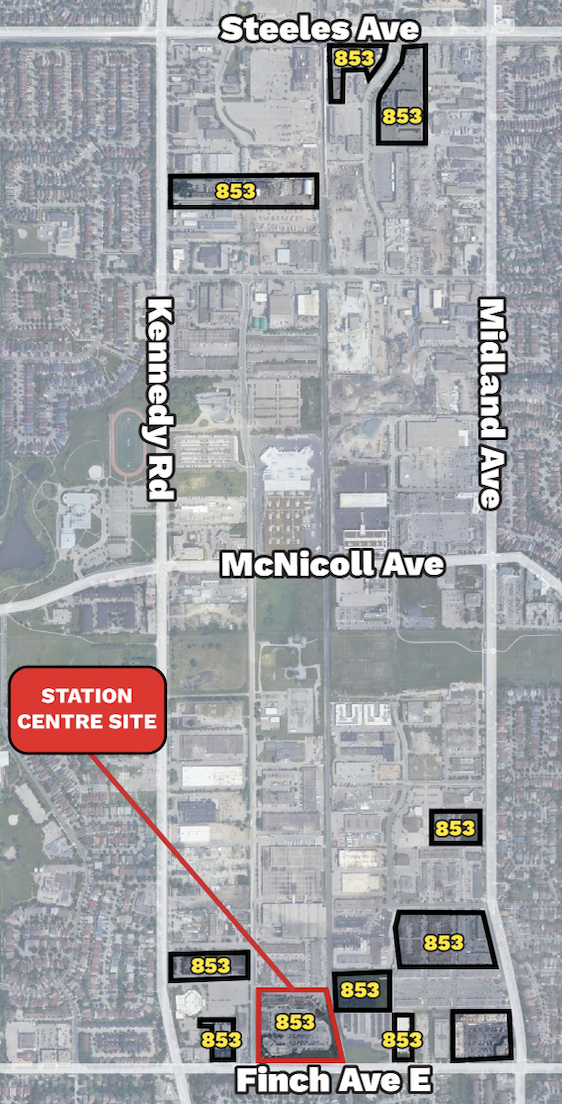 Steeles Ave
853
853
853
Kennedy Rd
Midland Ave
McNicoll Ave
STATION
CENTRE SITE
853
853
853
853
853
853
853
Finch Ave E